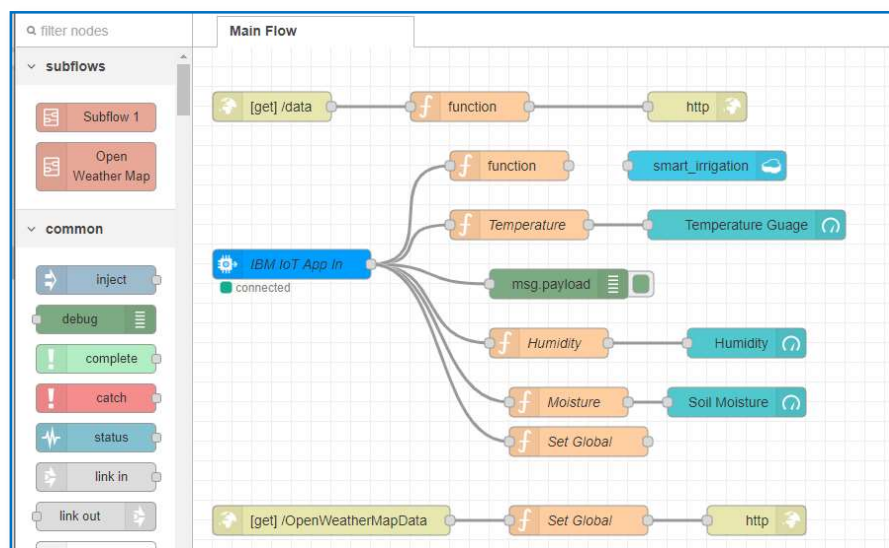 filter nodes
Main Flow
subflows
Subflow 1
Open
Weather Map
common
inject
debug
complete
catch
status
link in
link out
[get] /data
function
http
function
smart_irrigation
Temperature
Temperature Guage
IBM IoT App In
connected
msg.payload
Humidity
Humidity
Moisture
Soil Moisture
Set Global
[get] /OpenWeatherMapData
Set Global
http